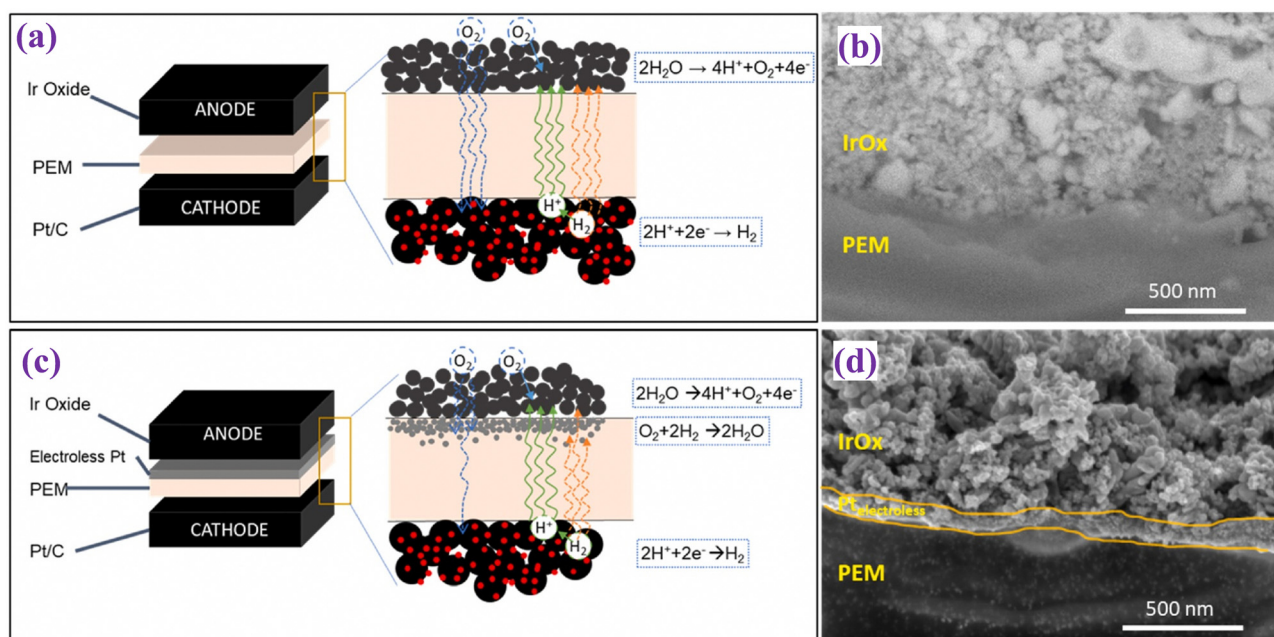 (a)
O₂
O₂
Ir Oxide
ANODE
2H₂O → 4H⁺+O₂+4e⁻
PEM
CATHODE
Pt/C
H⁺
H₂
2H⁺+2e⁻ → H₂
(b)
IrOx
PEM
500 nm
(c)
O₂
O₂
Ir Oxide
ANODE
2H₂O →4H⁺+O₂+4e⁻
O₂+2H₂ →2H₂O
Electroless Pt
PEM
CATHODE
Pt/C
H⁺
H₂
2H⁺+2e⁻→H₂
(d)
IrOx
Pt electroless
PEM
500 nm